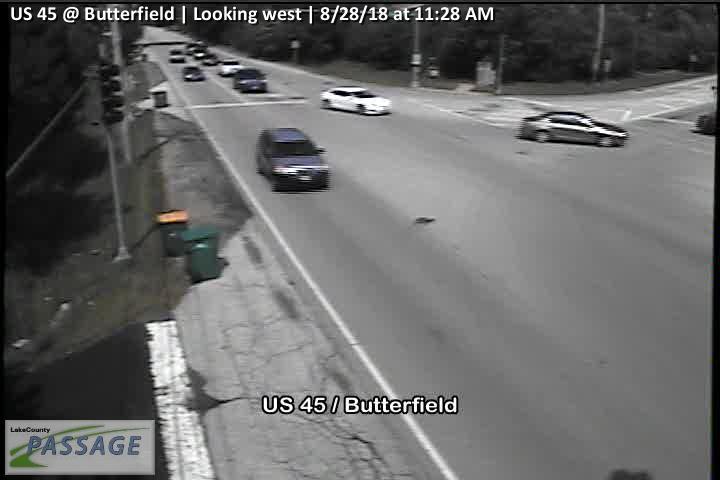 US 45 @ Butterfield | Looking west | 8/28/18 at 11:28 AM
US 45 / Butterfield
LakeCounty
PASSAGE